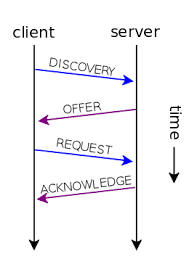 client
server
DISCOVERY
OFFER
REQUEST
ACKNOWLEDGE
time